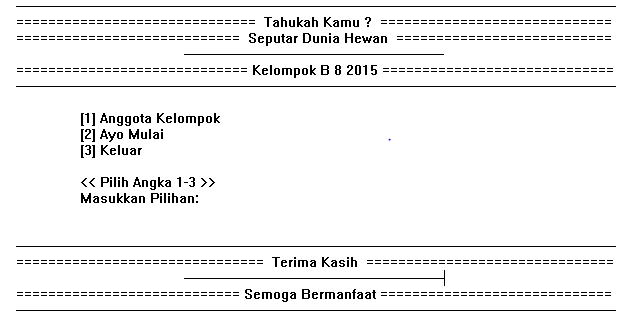 ============================== Tahukah Kamu ? =============================
============================ Seputar Dunia Hewan ===========================
============================= Kelompok B 8 2015 =============================
[1] Anggota Kelompok
[2] Ayo Mulai
[3] Keluar
<< Pilih Angka 1-3 >>
Masukkan Pilihan:
=============================== Terima Kasih ===============================
============================ Semoga Bermanfaat =============================